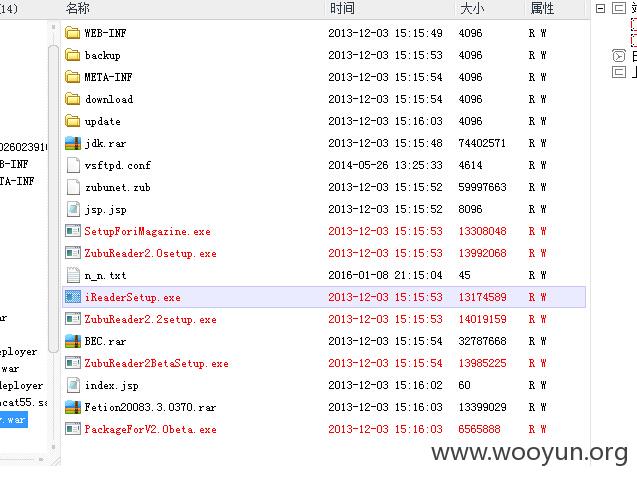 (14)
名称 时间 大小 属性
WEB-INF 2013-12-03 15:15:49 4096 R W
backup 2013-12-03 15:15:53 4096 R W
META-INF 2013-12-03 15:15:54 4096 R W
download 2013-12-03 15:15:54 4096 R W
update 2013-12-03 15:16:03 4096 R W
jdk.rar 2013-12-03 15:15:48 74402571 R W
02602391
vsftpd.conf 2014-05-26 13:25:33 4614 R W
B-INF
TA-INF
zubunet.zub 2013-12-03 15:15:52 59997663 R W
jsp.jsp 2013-12-03 15:15:52 8096 R W
SetupForiMagazine.exe 2013-12-03 15:15:53 13308048 R W
ZubuReader2.0setup.exe 2013-12-03 15:15:53 13992068 R W
n_n.txt 2016-01-08 21:15:04 45 R W
iReaderSetup.exe 2013-12-03 15:15:53 13174589 R W
ar
ZubuReader2.2setup.exe 2013-12-03 15:15:53 14019159 R W
BEC.rar 2013-12-03 15:15:54 32787668 R W
eployer
ZubuReader2BetaSetup.exe 2013-12-03 15:15:54 13985225 R W
.war
deployer
index.jsp 2013-12-03 15:16:02 60 R W
cat55.s
Fetion20083.3.0370.rar 2013-12-03 15:16:02 13399029 R W
.war
PackageForV2.0beta.exe 2013-12-03 15:16:03 6565888 R W
www.wooyun.org